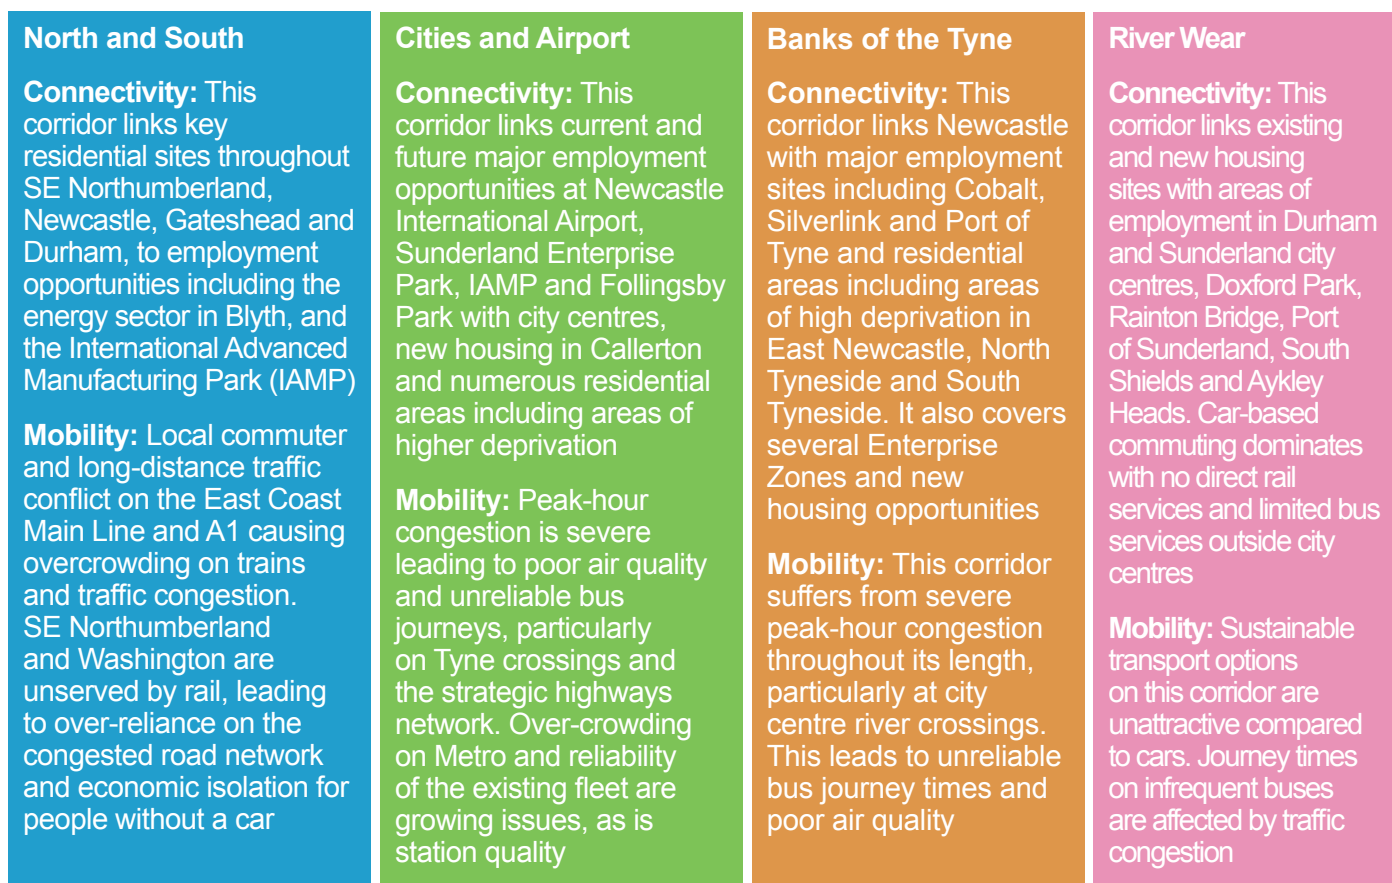 North and South
Connectivity: This
corridor links key
residential sites throughout
SE Northumberland,
Newcastle, Gateshead and
Durham, to employment
opportunities including the
energy sector in Blyth, and
the International Advanced
Manufacturing Park (IAMP)
Mobility: Local commuter
and long-distance traffic
conflict on the East Coast
Main Line and A1 causing
overcrowding on trains
and traffic congestion.
SE Northumberland
and Washington are
unserved by rail, leading
to over-reliance on the
congested road network
and economic isolation for
people without a car
Cities and Airport
Connectivity: This
corridor links current and
future major employment
opportunities at Newcastle
International Airport,
Sunderland Enterprise
Park, IAMP and Follingsby
Park with city centres,
new housing in Callerton
and numerous residential
areas including areas of
higher deprivation
Mobility: Peak-hour
congestion is severe
leading to poor air quality
and unreliable bus
journeys, particularly
on Tyne crossings and
the strategic highways
network. Over-crowding
on Metro and reliability
of the existing fleet are
growing issues, as is
station quality
Banks of the Tyne
Connectivity: This
corridor links Newcastle
with major employment
sites including Cobalt,
Silverlink and Port of
Tyne and residential
areas including areas
of high deprivation in
East Newcastle, North
Tyneside and South
Tyneside. It also covers
several Enterprise
Zones and new
housing opportunities
Mobility: This corridor
suffers from severe
peak-hour congestion
throughout its length,
particularly at city
centre river crossings.
This leads to unreliable
bus journey times and
poor air quality
River Wear
Connectivity: This
corridor links existing
and new housing
sites with areas of
employment in Durham
and Sunderland city
centres, Doxford Park,
Rainton Bridge, Port
of Sunderland, South
Shields and Aykley
Heads. Car-based
commuting dominates
with no direct rail
services and limited bus
services outside city
centres
Mobility: Sustainable
transport options
on this corridor are
unattractive compared
to cars. Journey times
on infrequent buses
are affected by traffic
congestion